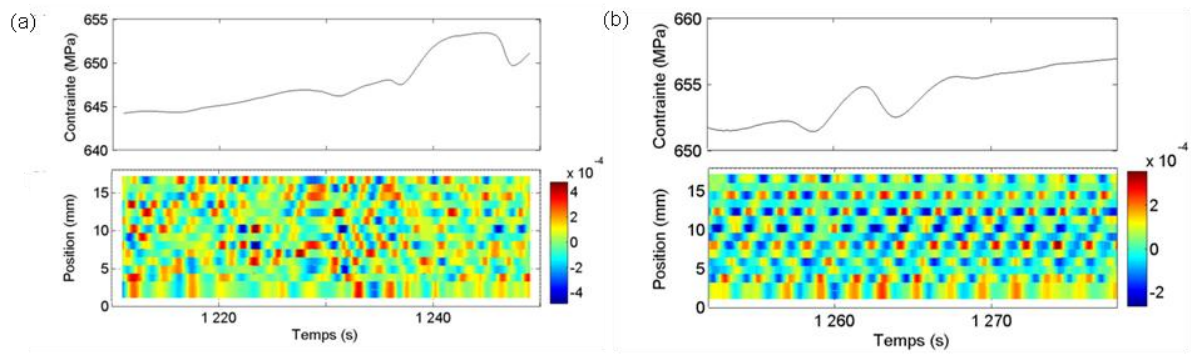 (a)
655
650
645
640
Contrainte (MPa)
x 10 -4
15
10
5
0
Position (mm)
4
2
0
-2
-4
1 220
1 240
Temps (s)
(b)
660
655
650
Contrainte (MPa)
x 10 -4
15
10
5
0
Position (mm)
2
0
-2
1 260
1 270
Temps (s)